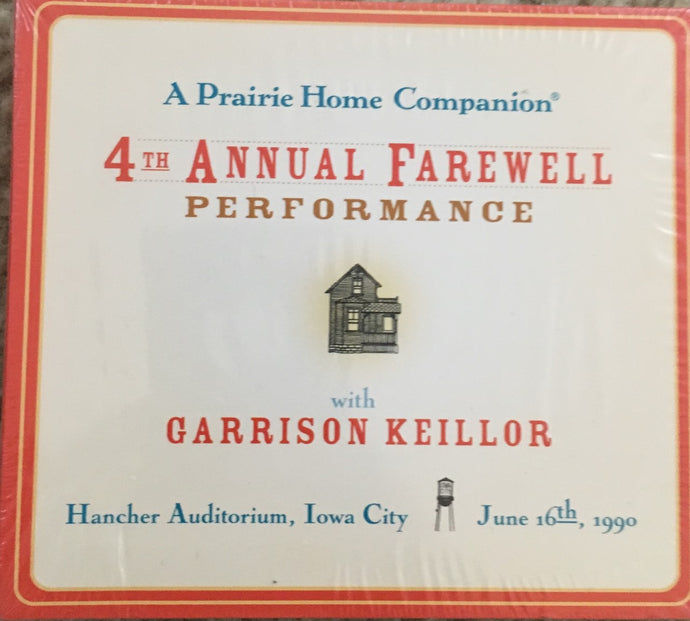 A Prairie Home Companion®
4TH ANNUAL FAREWELL
PERFORMANCE
with
GARRISON KEILLOR
Hancher Auditorium, Iowa City June 16th, 1990